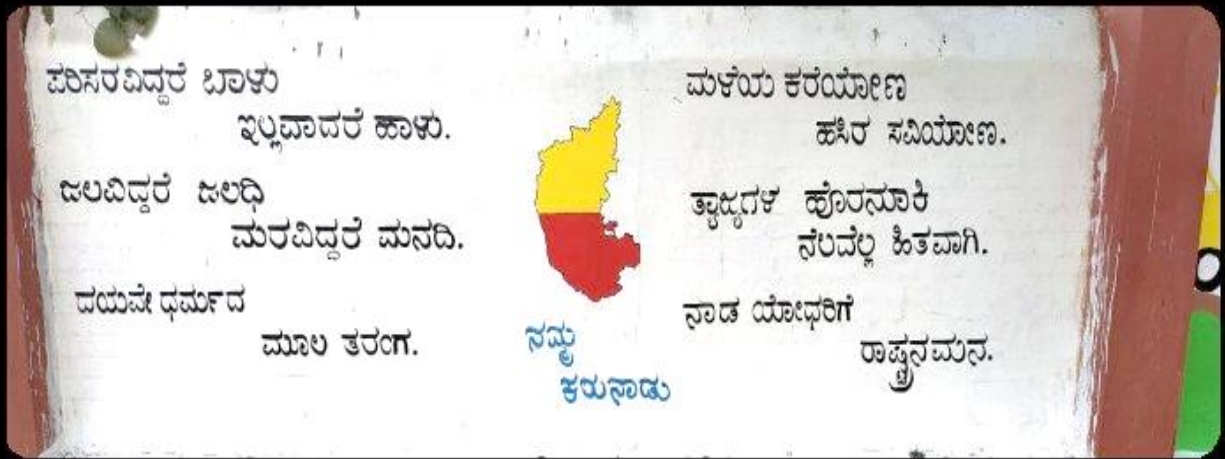 ಪರಿಸರವಿದ್ದರೆ ಬಾಳು
ಇಲ್ಲವಾದರೆ ಹಾಳು.
ಜಲವಿದ್ದರೆ ಜಲಧಿ
ಮರವಿದ್ದರೆ ಮನದಿ.
ದಯವೇ ಧರ್ಮದ
ಮೂಲ ತರಂಗ.
ನಮ್ಮ
ಕರುನಾಡು
ಮಳೆಯ ಕರೆಯೋಣ
ಹಸಿರ ಸವಿಯೋಣ.
ತ್ಯಾಜ್ಯಗಳ ಹೊರನೂಕಿ
ನೆಲವೆಲ್ಲ ಹಿತವಾಗಿ.
ನಾಡ ಯೋಧರಿಗೆ
ರಾಷ್ಟ್ರನಮನ.